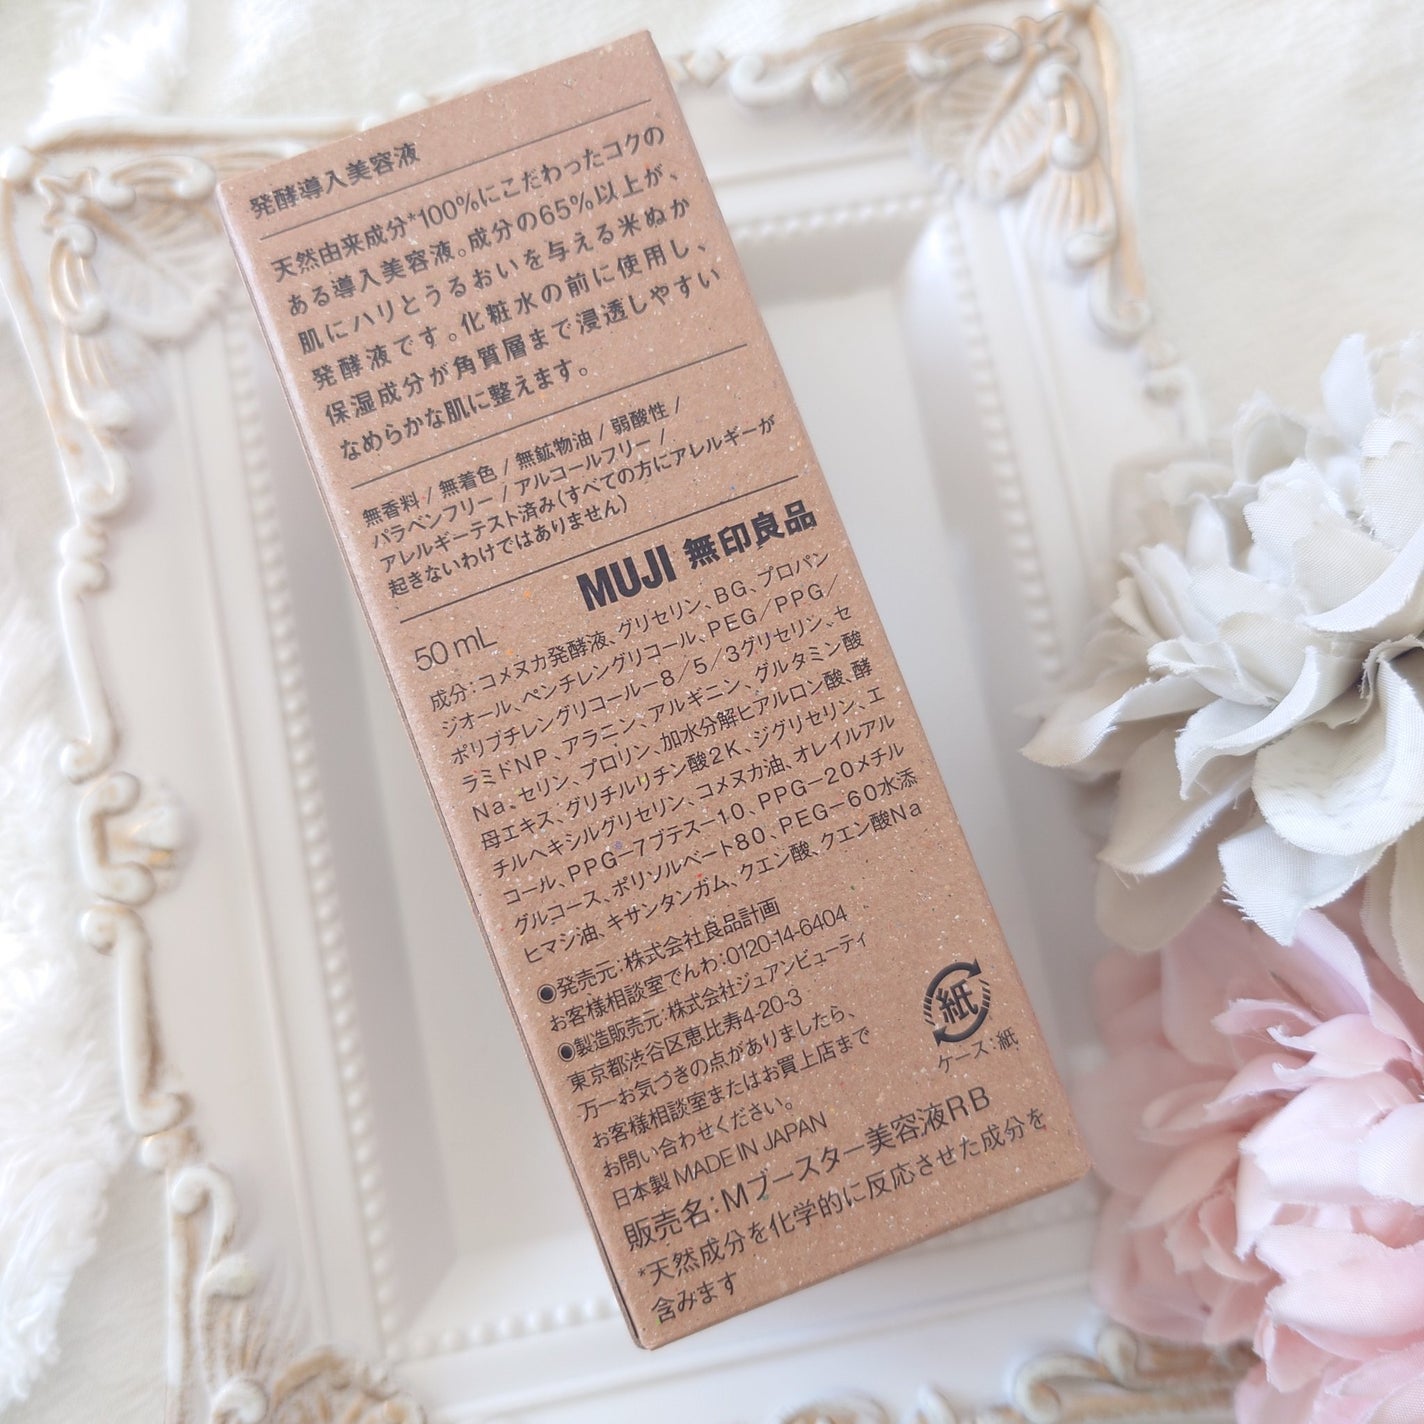 発酵導入美容液
天然由来成分*100%にこだわったコクの
ある導入美容液。成分の65%以上が、
肌にハリとうるおいを与える米ぬか
発酵液です。化粧水の前に使用し、
保湿成分が角質層まで浸透しやすい
なめらかな肌に整えます。
無香料 / 無着色 / 無鉱物油 / 弱酸性 /
パラベンフリー / アルコールフリー /
アレルギーテスト済み(すべての方にアレルギーが
起きないわけではありません)
MUJI 無印良品
50 mL
成分:コメヌカ発酵液、グリセリン、BG、プロパン
ジオール、ペンチレングリコール、PEG/PPG/
ポリブチレングリコール-8/5/3グリセリン、セ
ラミドNP、アラニン、アルギニン、グルタミン酸
Na、セリン、プロリン、加水分解ヒアルロン酸、酵
母エキス、グリチルリチン酸2K、ジグリセリン、エ
チルヘキシルグリセリン、コメヌカ油、オレイルアル
コール、PPG-7ブテス-10、PPG-20メチル
グルコース、ポリソルベート80、PEG-60水添
ヒマシ油、キサンタンガム、クエン酸、クエン酸Na
●発売元:株式会社良品計画
お客様相談室でんわ:0120-14-6404
●製造販売元:株式会社ジュアンビューティ
東京都渋谷区恵比寿4-20-3
万一お気づきの点がありましたら、
お客様相談室またはお買上店まで
お問い合わせください。
日本製 MADE IN JAPAN
紙
ケース:紙
販売名:Mブースター美容液RB
*天然成分を化学的に反応させた成分を
含みます